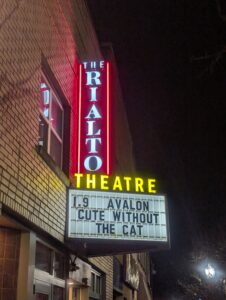 THE
RIALTO
THEATRE
1.9 AVALON
CUTE WITHOUT
THE CAT